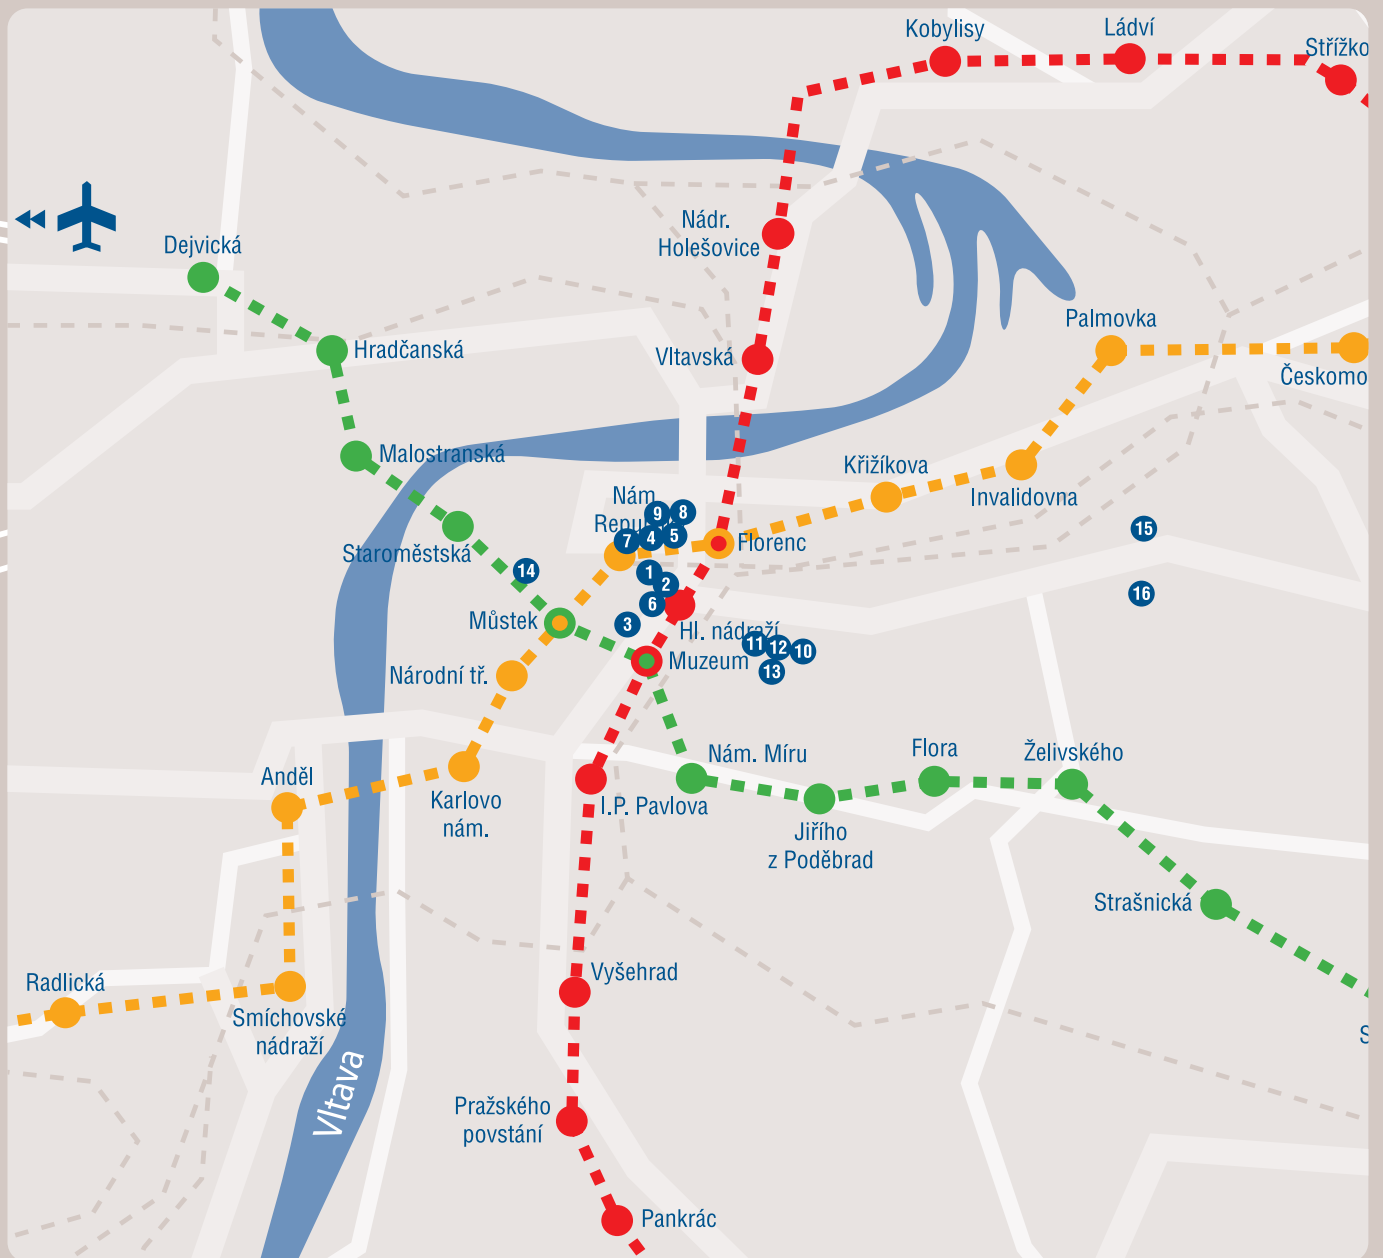 Kobylisy
Ládví
Střížko
Nádr.
Holešovice
Dejvická
Palmovka
Hradčanská
Vltavská
Českomo
Malostranská
Křižíkova
Invalidovna
Nám
9
8
Republ
7
4
5
Florenc
15
Staroměstská
14
1
2
16
6
Můstek
3
Hl. nádraží
11
12
10
Muzeum
13
Národní tř.
Nám. Míru
Flora
Želivského
Anděl
Karlovo
nám.
I.P. Pavlova
Jiřího
z Poděbrad
Strašnická
Radlická
Vyšehrad
Smíchovské
nádraží
S
Vltava
Pražského
povstání
Pankrác